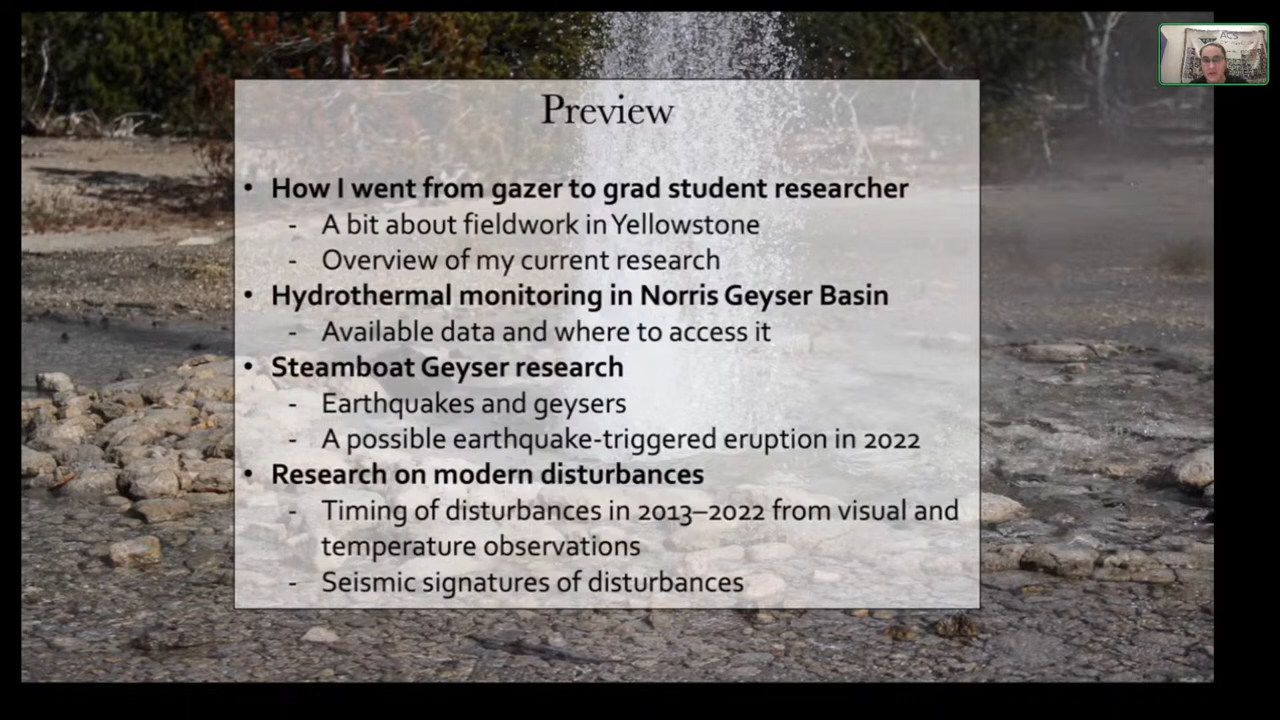 Preview
• How I went from gazer to grad student researcher
- A bit about fieldwork in Yellowstone
- Overview of my current research
• Hydrothermal monitoring in Norris Geyser Basin
- Available data and where to access it
• Steamboat Geyser research
- Earthquakes and geysers
- A possible earthquake-triggered eruption in 2022
• Research on modern disturbances
- Timing of disturbances in 2013–2022 from visual and
temperature observations
- Seismic signatures of disturbances
ACS